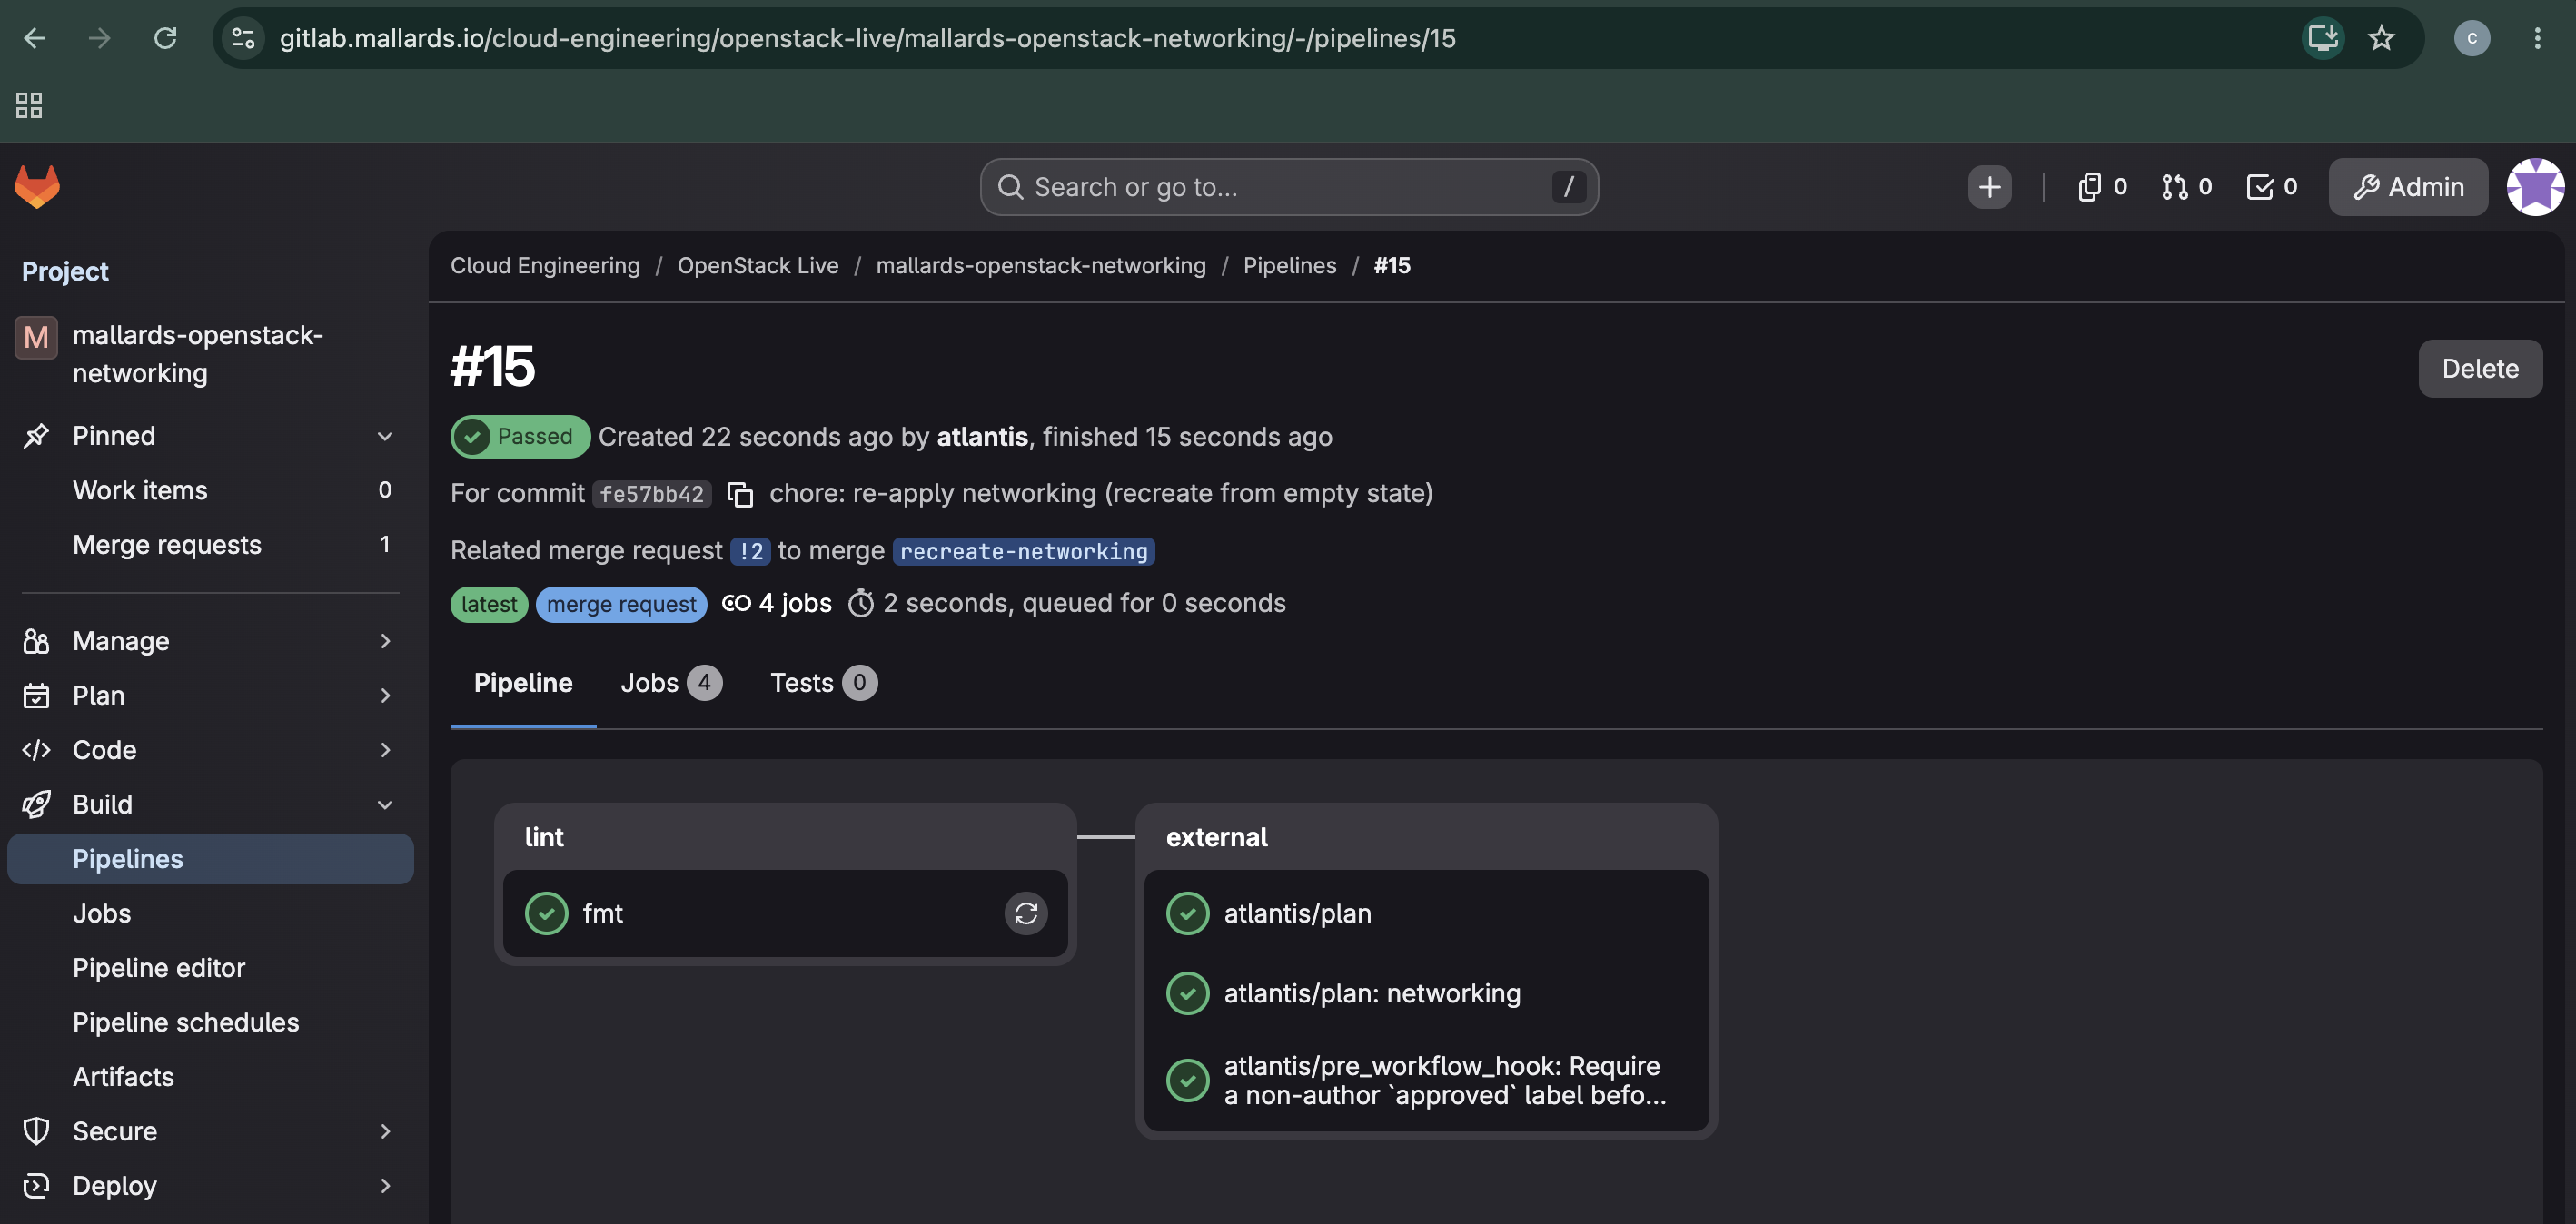 gitlab.mallards.io/cloud-engineering/openstack-live/mallards-openstack-networking/-/pipelines/15
c
Search or go to...
/
0
0
0
Admin
Project
M
mallards-openstack-
networking
Pinned
Work items 0
Merge requests 1
Manage
Plan
Code
Build
Pipelines
Jobs
Pipeline editor
Pipeline schedules
Artifacts
Secure
Deploy
Cloud Engineering / OpenStack Live / mallards-openstack-networking / Pipelines / #15
#15
Delete
Passed Created 22 seconds ago by atlantis, finished 15 seconds ago
For commit fe57bb42 chore: re-apply networking (recreate from empty state)
Related merge request !2 to merge recreate-networking
latest merge request 4 jobs 2 seconds, queued for 0 seconds
Pipeline Jobs 4 Tests 0
lint
fmt
external
atlantis/plan
atlantis/plan: networking
atlantis/pre_workflow_hook: Require
a non-author `approved` label befo...